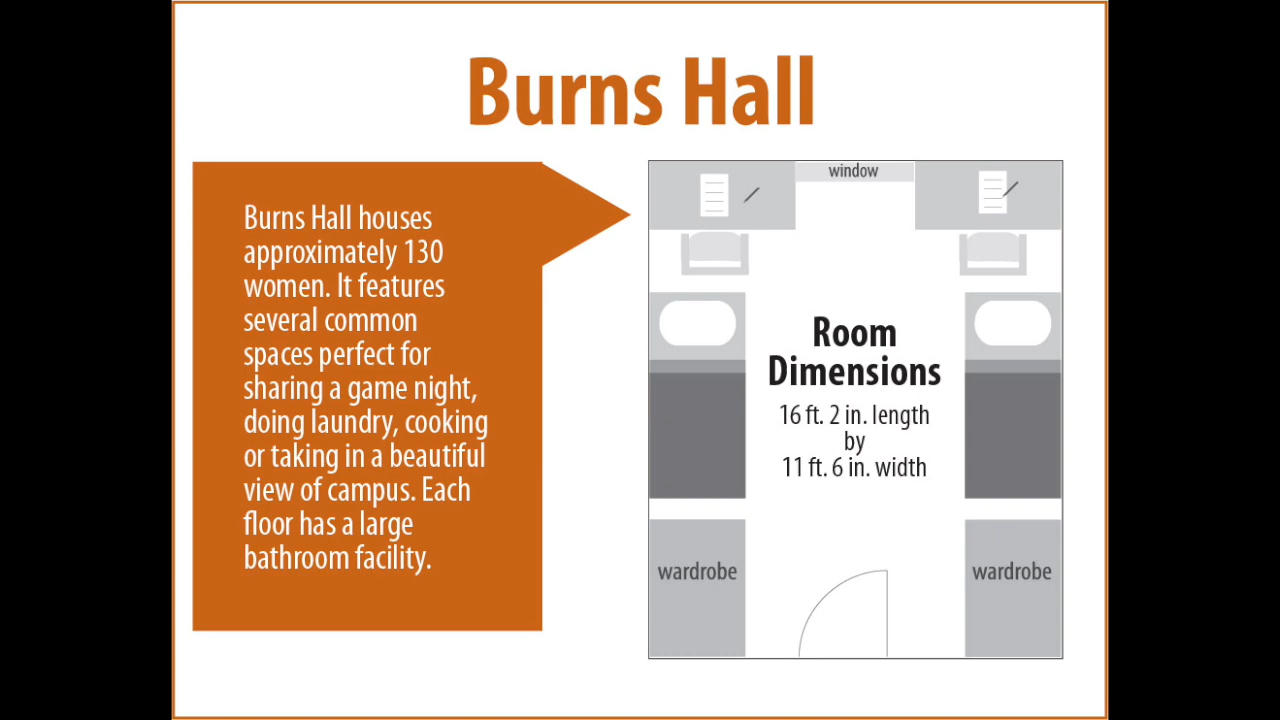 Burns Hall
Burns Hall houses
approximately 130
women. It features
several common
spaces perfect for
sharing a game night,
doing laundry, cooking
or taking in a beautiful
view of campus. Each
floor has a large
bathroom facility.
window
Room
Dimensions
16 ft. 2 in. length
by
11 ft. 6 in. width
wardrobe
wardrobe